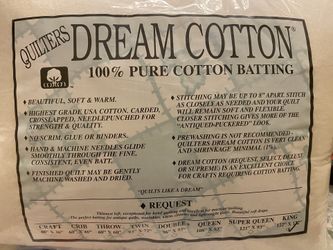 QUILTERS
DREAM COTTON®
COTTON
100% PURE COTTON BATTING
♦ BEAUTIFUL, SOFT & WARM.
♦ HIGHEST GRADE, USA COTTON, CARDED,
CROSSLAPPED, NEEDLEPUNCHED FOR
STRENGTH & QUALITY.
♦ NO SCRIM, GLUE OR BINDERS.
♦ HAND & MACHINE NEEDLES GLIDE
SMOOTHLY THROUGH THE FINE,
CONSISTENT, EVEN BATT.
♦ FINISHED QUILT MAY BE GENTLY
MACHINE WASHED AND DRIED.
♦ STITCHING MAY BE UP TO 8" APART. STITCH
AS CLOSE AS NEEDED AND YOUR QUILT
WILL REMAIN SOFT AND FLEXIBLE.
CLOSER STITCHING GIVES MORE OF THE
"ANTIQUED-PUCKERED" LOOK.
♦ PREWASHING IS NOT RECOMMENDED -
QUILTERS DREAM COTTON IS VERY CLEAN
AND SHRINKAGE MINIMAL
♦ DREAM COTTON (REQUEST, SELECT, DELUXE
OR SUPREME) IS AN EXCELLENT CHOICE
FOR CRAFTS REQUIRING COTTON BATTING.
"QUILTS LIKE A DREAM"
♦ REQUEST
CRAFT CRIB THROW TWIN DOUBLE QUEEN SUPER QUEEN KING